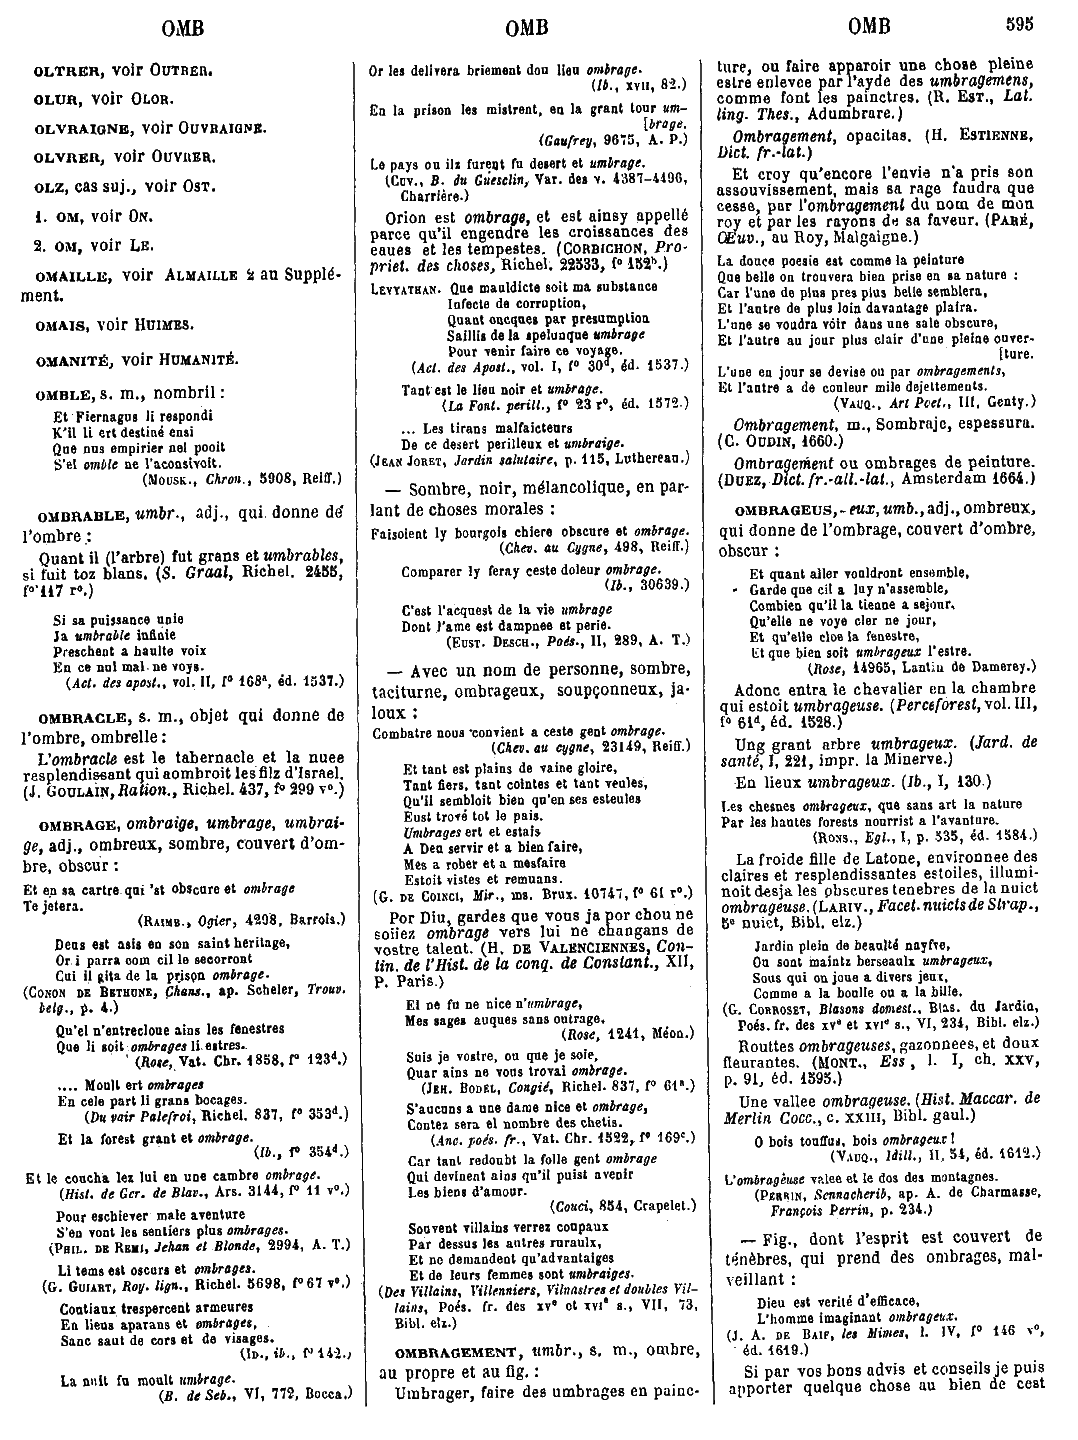 OMB
OMB
OMB
595
OLTRER, voir OUTRER.
OLUR, voir OLOR.
OLVRAIGNE, voir OUVRAIGNE.
OLVRER, voir OUVRER.
OLZ, cas suj., voir OST.
1. OM, voir ON.
2. OM, voir LE.
OMAILLE, voir ALMAILLE 2 au Supplé-
ment.
OMAIS, voir HUIMES.
OMANITÉ, voir HUMANITÉ.
OMBLE, s. m., nombril :
Et Fiernagus li respondi
K'il li ert destiné ensi
Que nus empirier nel pooit
S'el omble ne l'aconsivoit.
(MOUSK., Chron., 5908, Reiff.)
OMBRABLE, umbr., adj., qui donne de
l'ombre :
Quant il (l'arbre) fut grans et umbrables,
si fuit toz blans. (S. Graal, Richel. 2455,
f° 117 r°.)
Si sa puissance unie
Ja umbrable infinie
Preschent a haulte voix
En ce nul mal ne voys.
(Act. des apost., vol. II, f° 168ᵃ, éd. 1537.)
OMBRACLE, s. m., objet qui donne de
l'ombre, ombrelle :
L'ombracle est le tabernacle et la nuee
resplendissant qui aombroit les filz d'Israel.
(J. GOULAIN, Ration., Richel. 437, f° 299 v°.)
OMBRAGE, ombraige, umbrage, umbrai-
ge, adj., ombreux, sombre, couvert d'om-
bre, obscur :
Et en sa cartre qui 'st obscure et ombrage
Te jetera.
(RAIMB., Ogier, 4298, Barrois.)
Deus est asis en son saint heritage,
Or i parra com cil le secorront
Cui il gita de la prison ombrage.
(CONON DE BETHUNE, Chans., ap. Scheler, Trouv.
belg., p. 4.)
Qu'el n'entrecloue ains les fenestres
Que li soit ombrages li estres.
(Rose, Vat. Chr. 1858, f° 123ᵈ.)
.... Moult ert ombrages
En cele part li grans bocages.
(Du vair Palefroi, Richel. 837, f° 353ᵈ.)
Et la forest grant et ombrage.
(Ib., f° 354ᵈ.)
Et le coucha lez lui en une cambre ombrage.
(Hist. de Ger. de Blav., Ars. 3144, f° 11 v°.)
Pour eschiever male aventure
S'en vont les sentiers plus ombrages.
(PHIL. DE REMI, Jehan et Blonde, 2994, A. T.)
Li tems est oscurs et ombrages.
(G. GUIART, Roy. lign., Richel. 5698, f° 67 v°.)
Coutiaux trespercent armeures
En lieus aparans et ombrages,
Sanc saut de cors et de visages.
(ID., ib., f° 142.)
La nuit fu moult umbrage.
(B. de Seb., VI, 772, Bocca.)
Or les delivera briement dou lieu ombrage.
(Ib., XVII, 82.)
En la prison les mistrent, en la grant tour um-
[brage.
(Gaufrey, 9675, A. P.)
Le pays ou ilz furent fu desert et umbrage.
(CUV., B. du Guesclin, Var. des v. 4387-4496,
Charrière.)
Orion est ombrage, et est ainsy appellé
parce qu'il engendre les croissances des
eaues et les tempestes. (CORBICHON, Pro-
priet. des choses, Richel. 22533, f° 152ᵇ.)
LEVYATHAN. Que mauldicte soit ma substance
Infecte de corruption,
Quant oncques par presumption
Saillis de la spelunque umbrage
Pour venir faire ce voyage.
(Act. des Apost., vol. I, f° 30ᵈ, éd. 1537.)
Tant est le lieu noir et umbrage.
(La Font. perill., f° 23 r°, éd. 1572.)
... Les tirans malfaicteurs
De ce desert perilleux et umbraige.
(JEAN JORET, Jardin salutaire, p. 115, Luthereau.)
— Sombre, noir, mélancolique, en par-
lant de choses morales :
Faisoient ly bourgois chiere obscure et ombrage.
(Chev. au Cygne, 498, Reiff.)
Comparer ly feray ceste doleur ombrage.
(Ib., 30639.)
C'est l'acquest de la vie umbrage
Dont l'ame est dampnee et perie.
(EUST. DESCH., Poés., II, 289, A. T.)
— Avec un nom de personne, sombre,
taciturne, ombrageux, soupçonneux, ja-
loux :
Combatre nous convient a ceste gent ombrage.
(Chev. au cygne, 23149, Reiff.)
Et tant est plains de vaine gloire,
Tant fiers, tant cointes et tant veules,
Qu'il sembloit bien qu'en ses esteules
Eust trové tot le pais.
Umbrages ert et estais
A Deu servir et a bien faire,
Mes a rober et a mesfaire
Estoit vistes et remuans.
(G. DE COINCI, Mir., ms. Brux. 10747, f° 61 r°.)
Por Diu, gardes que vous ja por chou ne
soiiez ombrage vers lui ne changans de
vostre talent. (H. DE VALENCIENNES, Con-
tin. de l'Hist. de la conq. de Constant., XII,
P. Paris.)
El ne fu ne nice n'umbrage,
Mes sages auques sans outrage.
(Rose, 1241, Méon.)
Suis je vostre, ou que je soie,
Quar ains ne vous trovai ombrage.
(JEH. BODEL, Congié, Richel. 837, f° 61ᵃ.)
S'aucuns a une dame nice et ombrage,
Contez sera el nombre des chetis.
(Anc. poés. fr., Vat. Chr. 1522, f° 169ᶜ.)
Car tant redoubt la folle gent ombrage
Qui devinent ains qu'il puist avenir
Les biens d'amour.
(Couci, 854, Crapelet.)
Souvent villains verrez coupaux
Par dessus les autres ruraulx,
Et ne demandent qu'advantaiges
Et de leurs femmes sont umbraiges.
(Des Villains, Villenniers, Vilnastres et doubles Vil-
lains, Poés. fr. des XVᵉ et XVIᵉ s., VII, 73,
Bibl. elz.)
OMBRAGEMENT, umbr., s. m., ombre,
au propre et au fig. :
Umbrager, faire des umbrages en painc-
ture, ou faire apparoir une chose pleine
estre enlevee par l'ayde des umbragemens,
comme font les painctres. (R. EST., Lat.
ling. Thes., Adumbrare.)
Ombragement, opacitas. (H. ESTIENNE,
Dict. fr.-lat.)
Et croy qu'encore l'envie n'a pris son
assouvissement, mais sa rage faudra que
cesse, par l'ombragement du nom de mon
roy et par les rayons de sa faveur. (PARÉ,
Œuv., au Roy, Malgaigne.)
La douce poesie est comme la peinture
Que belle on trouvera bien prise en sa nature :
Car l'une de plus pres plus belle semblera,
Et l'autre de plus loin davantage plaira.
L'une se voudra voir dans une sale obscure,
Et l'autre au jour plus clair d'une pleine ouver-
[ture.
L'une en jour se devise ou par ombragements,
Et l'autre a de couleur mile dejettements.
(VAUQ., Art Poet., III, Genty.)
Ombragement, m., Sombraje, espessura.
(C. OUDIN, 1660.)
Ombragement ou ombrages de peinture.
(DUEZ, Dict. fr.-all.-lat., Amsterdam 1664.)
OMBRAGEUS, -eux, umb., adj., ombreux,
qui donne de l'ombrage, couvert d'ombre,
obscur :
Et quant aller vouldront ensemble,
Garde que cil a luy n'assemble,
Combien qu'il la tienne a sejour.
Qu'elle ne voye cler ne jour,
Et qu'elle cloe la fenestre,
Et que bien soit umbrageux l'estre.
(Rose, 14965, Lantin de Damerey.)
Adonc entra le chevalier en la chambre
qui estoit umbrageuse. (Perceforest, vol. III,
f° 61ᵈ, éd. 1528.)
Ung grant arbre umbrageux. (Jard. de
santé, I, 221, impr. la Minerve.)
En lieux umbrageux. (Ib., I, 130.)
Les chesnes ombrageux, que sans art la nature
Par les hautes forests nourrist a l'avanture.
(RONS., Egl., I, p. 535, éd. 1584.)
La froide fille de Latone, environnee des
claires et resplendissantes estoiles, illumi-
noit desja les obscures tenebres de la nuict
ombrageuse. (LARIV., Facet. nuicts de Strap.,
5ᵉ nuict, Bibl. elz.)
Jardin plein de beaulté nayfve,
Ou sont maintz berseaulx umbrageux,
Sous qui on joue a divers jeux,
Comme a la boulle ou a la bille.
(G. CORROSET, Blasons domest., Blas. du Jardin,
Poés. fr. des XVᵉ et XVIᵉ s., VI, 234, Bibl. elz.)
Routtes ombrageuses, gazonnees, et doux
fleurantes. (MONT., Ess., l. I, ch. XXV,
p. 91, éd. 1595.)
Une vallee ombrageuse. (Hist. Maccar. de
Merlin Cocc., c. XXIII, Bibl. gaul.)
O bois touffus, bois ombrageux !
(VAUQ., Idill., II, 54, éd. 1612.)
L'ombrageuse valee et le dos des montagnes.
(PERRIN, Sennacherib, ap. A. de Charmasse,
François Perrin, p. 234.)
— Fig., dont l'esprit est couvert de
ténèbres, qui prend des ombrages, mal-
veillant :
Dieu est verité d'efficace,
L'homme imaginant ombrageux.
(J. A. DE BAIF, les Mimes, l. IV, f° 146 v°,
éd. 1619.)
Si par vos bons advis et conseils je puis
apporter quelque chose au bien de cest